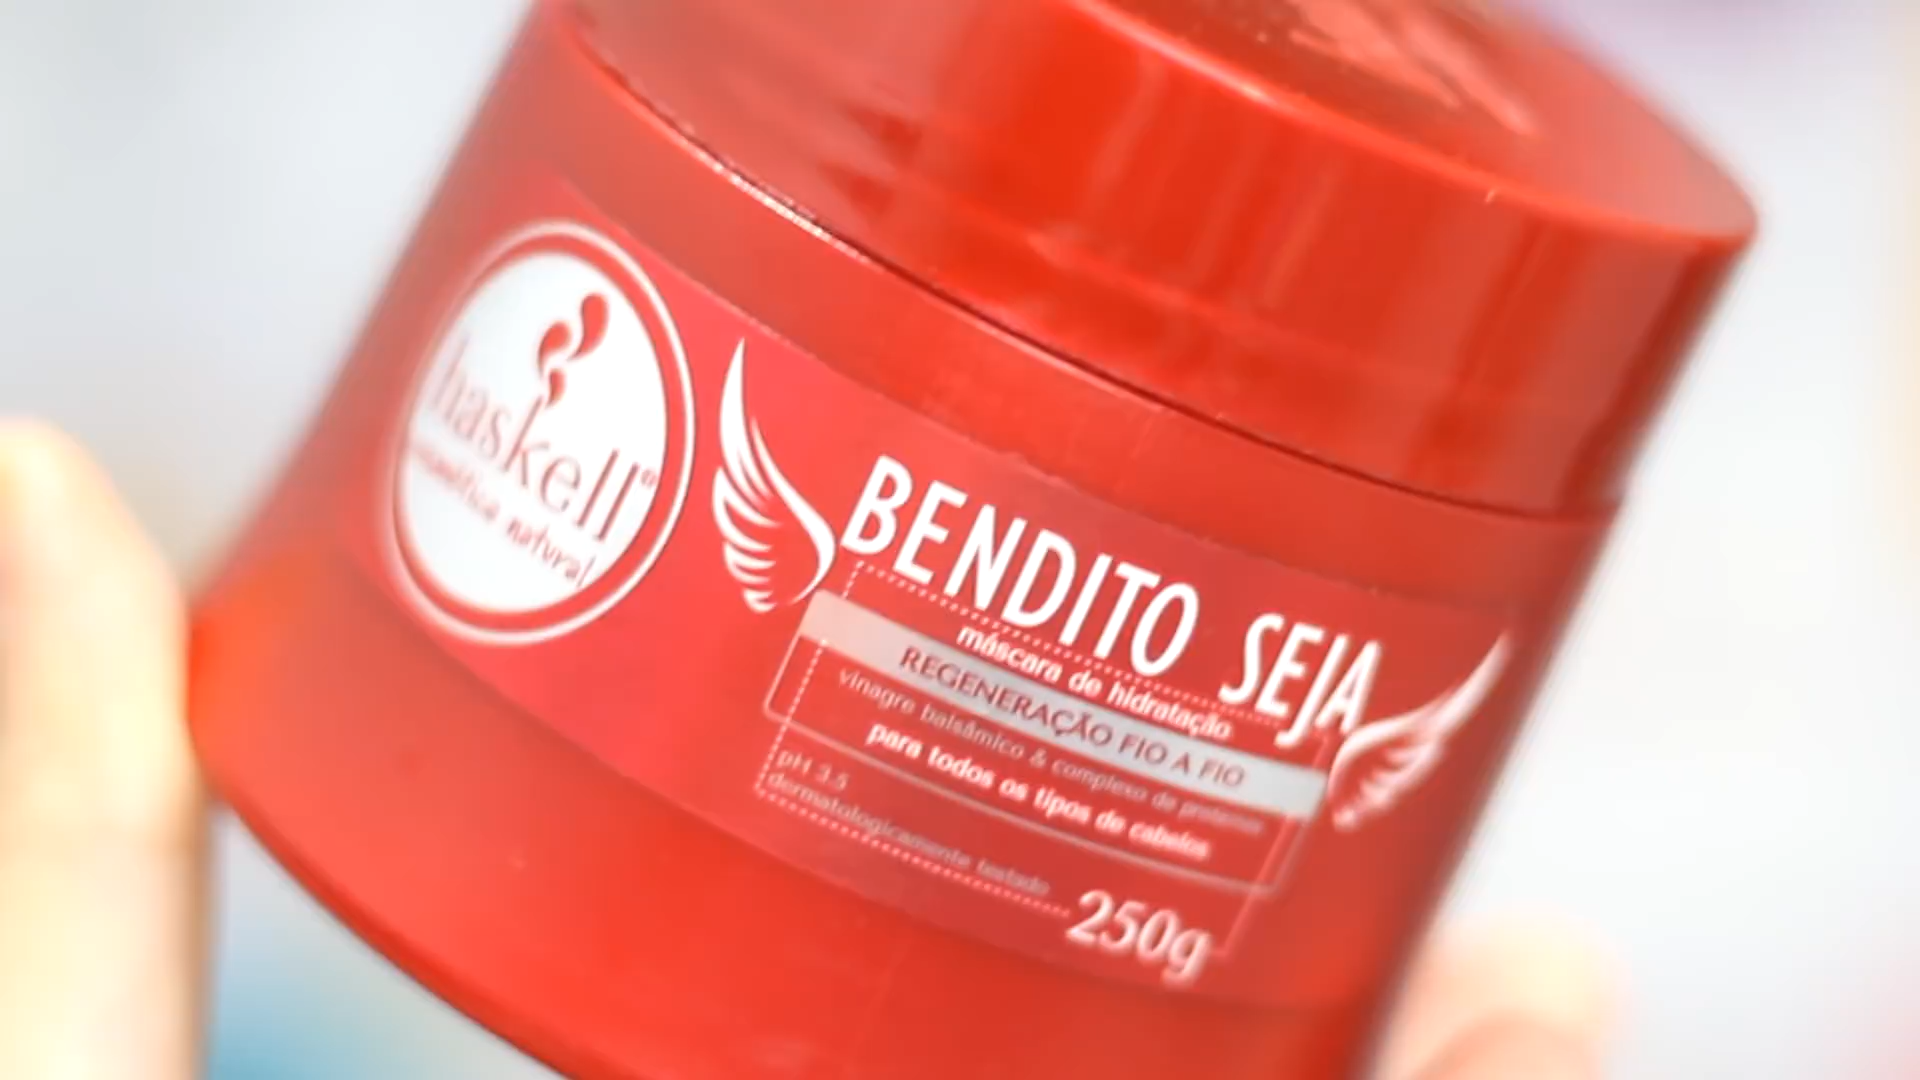 haskell®
cosmética natural
BENDITO SEJA
máscara de hidratação
REGENERAÇÃO FIO A FIO
vinagre balsâmico & complexo de proteínas
para todos os tipos de cabelos
pH 3.5
dermatologicamente testado
250g